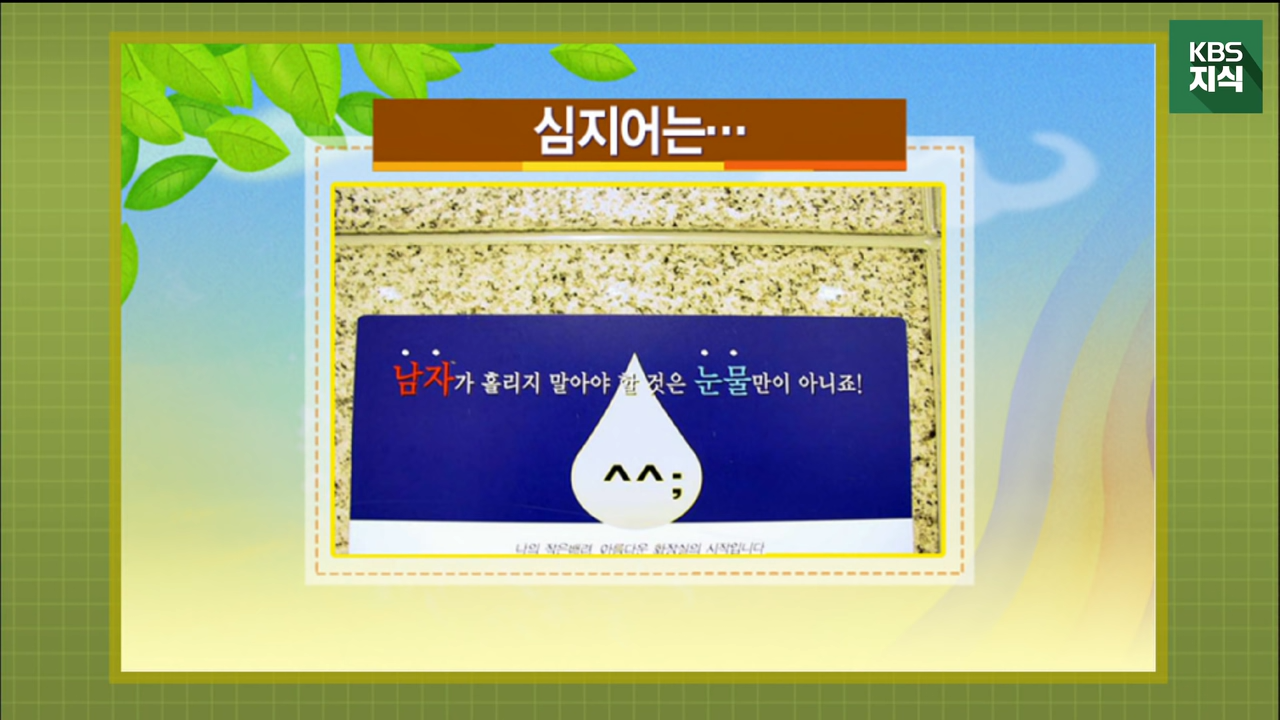 KBS
지식
심지어는…
남자가 흘리지 말아야 할 것은 눈물만이 아니죠!
^^;
나의 작은배려, 아름다운 화장실의 시작입니다